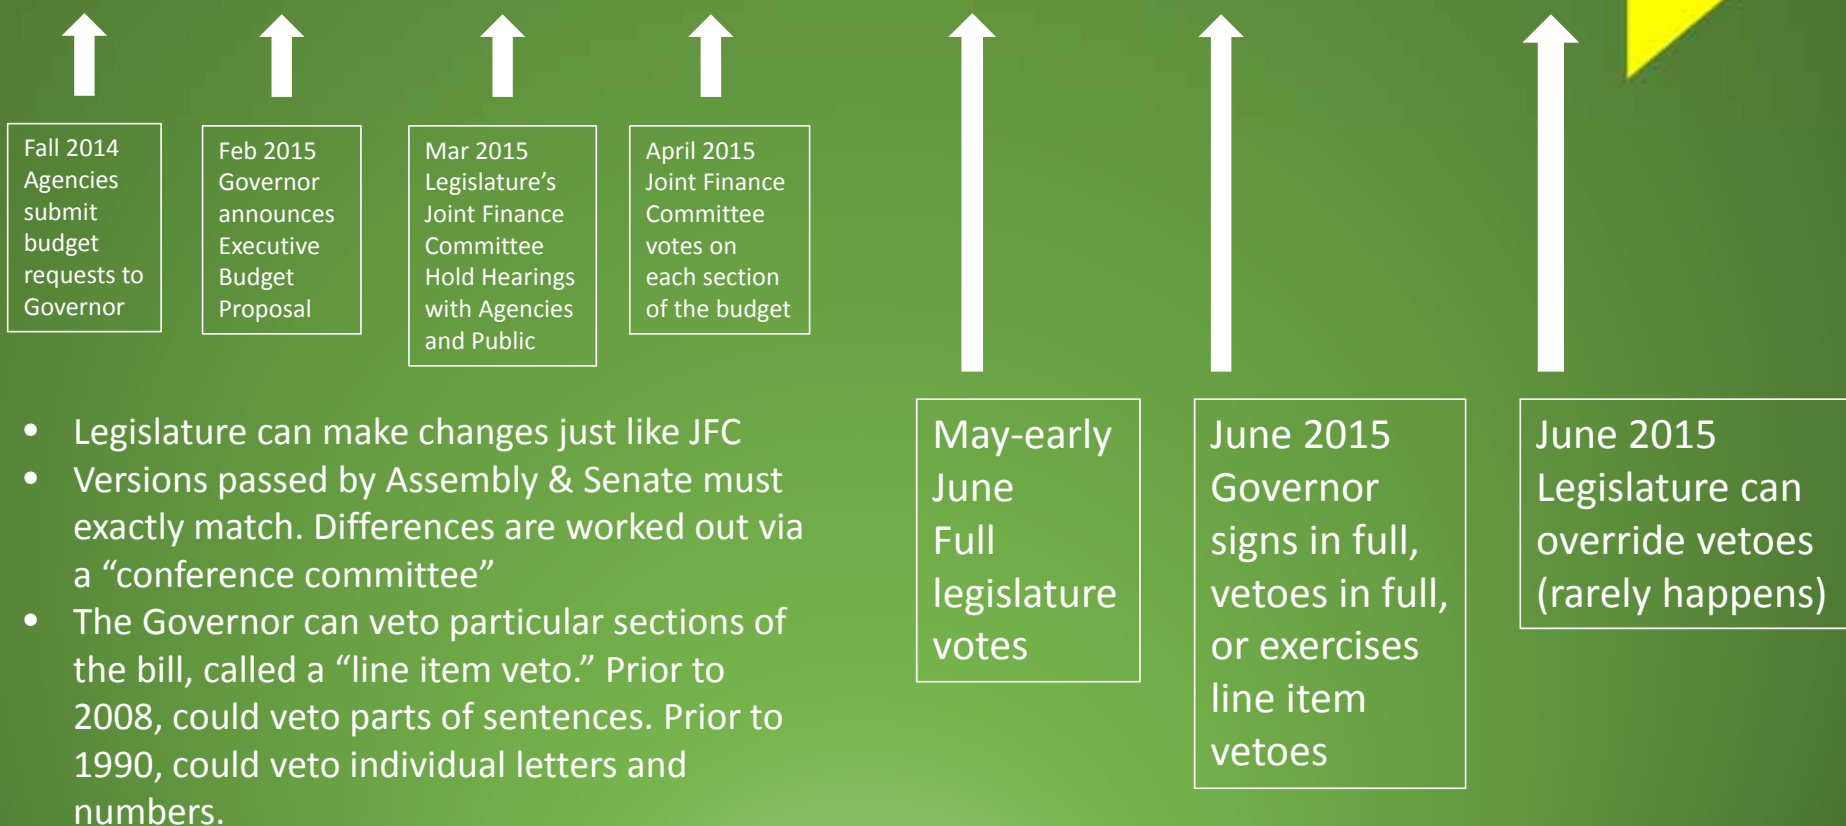 Fall 2014
Agencies
submit
budget
requests to
Governor
Feb 2015
Governor
announces
Executive
Budget
Proposal
Mar 2015
Legislature’s
Joint Finance
Committee
Hold Hearings
with Agencies
and Public
April 2015
Joint Finance
Committee
votes on
each section
of the budget
• Legislature can make changes just like JFC
• Versions passed by Assembly & Senate must
exactly match. Differences are worked out via
a “conference committee”
• The Governor can veto particular sections of
the bill, called a “line item veto.” Prior to
2008, could veto parts of sentences. Prior to
1990, could veto individual letters and
numbers.
May-early
June
Full
legislature
votes
June 2015
Governor
signs in full,
vetoes in full,
or exercises
line item
vetoes
June 2015
Legislature can
override vetoes
(rarely happens)